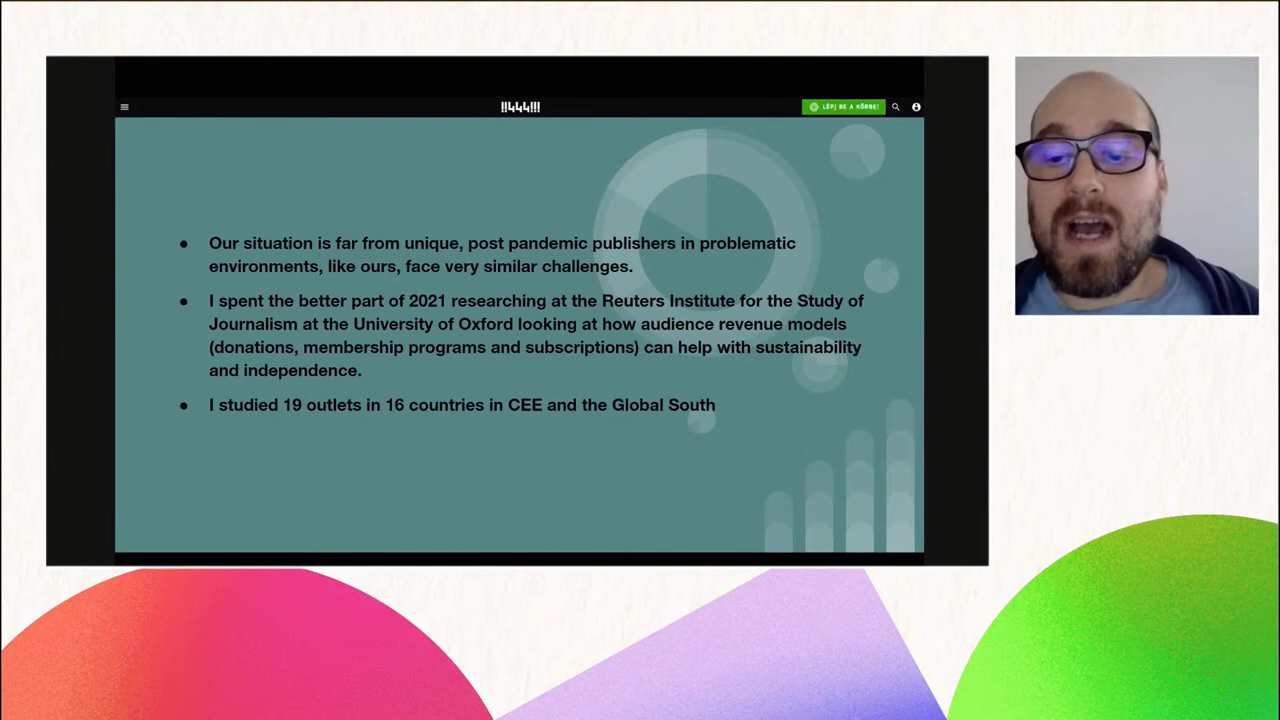 !!444!!!
LÉPJ BE A KÖRBE!
● Our situation is far from unique, post pandemic publishers in problematic
environments, like ours, face very similar challenges.
● I spent the better part of 2021 researching at the Reuters Institute for the Study of
Journalism at the University of Oxford looking at how audience revenue models
(donations, membership programs and subscriptions) can help with sustainability
and independence.
● I studied 19 outlets in 16 countries in CEE and the Global South